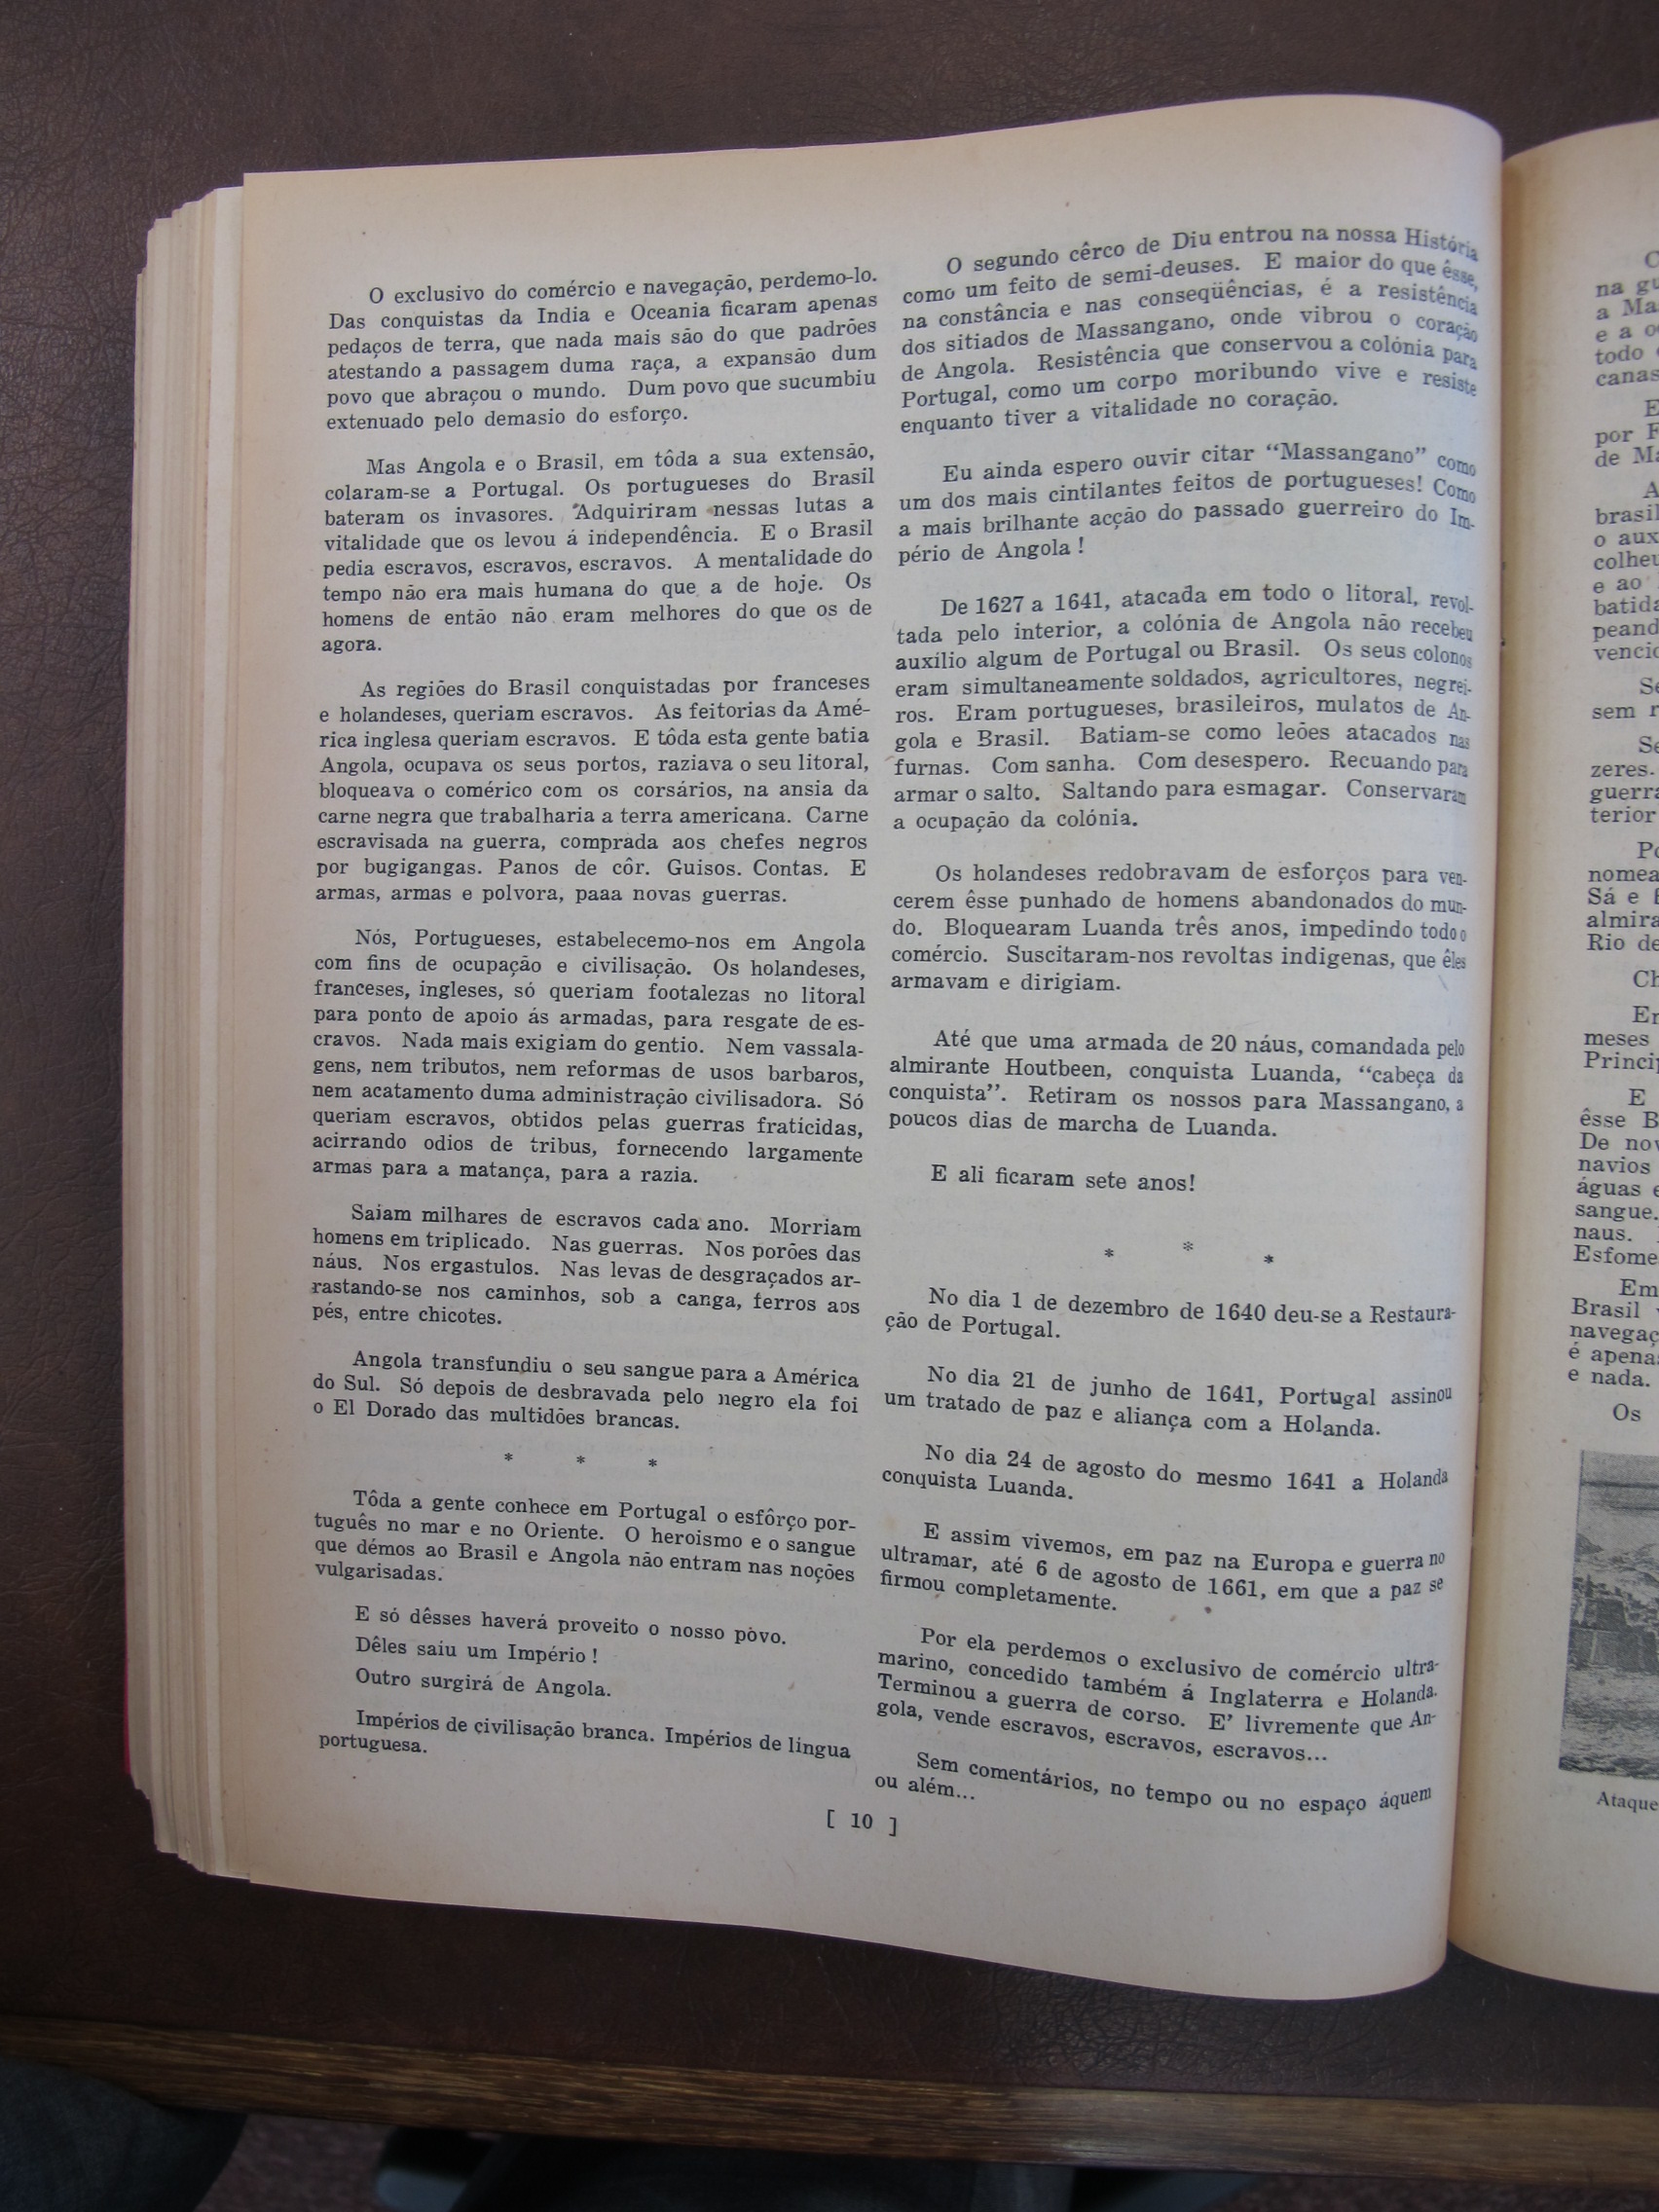 O exclusivo do comércio e navegação, perdemo-lo.
Das conquistas da India e Oceania ficaram apenas
pedaços de terra, que nada mais são do que padrões
atestando a passagem duma raça, a expansão dum
povo que abraçou o mundo. Dum povo que sucumbiu
extenuado pelo demasio do esforço.
Mas Angola e o Brasil, em tôda a sua extensão,
colaram-se a Portugal. Os portugueses do Brasil
bateram os invasores. Adquiriram nessas lutas a
vitalidade que os levou á independência. E o Brasil
pedia escravos, escravos, escravos. A mentalidade do
tempo não era mais humana do que a de hoje. Os
homens de então não eram melhores do que os de
agora.
As regiões do Brasil conquistadas por franceses
e holandeses, queriam escravos. As feitorias da Amé-
rica inglesa queriam escravos. E tôda esta gente batia
Angola, ocupava os seus portos, raziava o seu litoral,
bloqueava o comérico com os corsários, na ansia da
carne negra que trabalharia a terra americana. Carne
escravisada na guerra, comprada aos chefes negros
por bugigangas. Panos de côr. Guisos. Contas. E
armas, armas e polvora, paaa novas guerras.
Nós, Portugueses, estabelecemo-nos em Angola
com fins de ocupação e civilisação. Os holandeses,
franceses, ingleses, só queriam footalezas no litoral
para ponto de apoio ás armadas, para resgate de es-
cravos. Nada mais exigiam do gentio. Nem vassala-
gens, nem tributos, nem reformas de usos barbaros,
nem acatamento duma administração civilisadora. Só
queriam escravos, obtidos pelas guerras fraticidas,
acirrando odios de tribus, fornecendo largamente
armas para a matança, para a razia.
Saiam milhares de escravos cada ano. Morriam
homens em triplicado. Nas guerras. Nos porões das
náus. Nos ergastulos. Nas levas de desgraçados ar-
rastando-se nos caminhos, sob a canga, ferros aos
pés, entre chicotes.
Angola transfundiu o seu sangue para a América
do Sul. Só depois de desbravada pelo negro ela foi
o El Dorado das multidões brancas.
* * *
Tôda a gente conhece em Portugal o esfôrço por-
tuguês no mar e no Oriente. O heroismo e o sangue
que démos ao Brasil e Angola não entram nas noções
vulgarisadas.
E só dêsses haverá proveito o nosso pòvo.
Dêles saíu um Império !
Outro surgirá de Angola.
Impérios de civilisação branca. Impérios de lingua
portuguesa.
O segundo cêrco de Diu entrou na nossa História
como um feito de semi-deuses. E maior do que êsse,
na constância e nas conseqüências, é a resistência
dos sitiados de Massangano, onde vibrou o coração
de Angola. Resistência que conservou a colónia para
Portugal, como um corpo moribundo vive e resiste
enquanto tiver a vitalidade no coração.
Eu ainda espero ouvir citar “Massangano” como
um dos mais cintilantes feitos de portugueses! Como
a mais brilhante acção do passado guerreiro do Im-
pério de Angola !
De 1627 a 1641, atacada em todo o litoral, revol-
tada pelo interior, a colónia de Angola não recebeu
auxílio algum de Portugal ou Brasil. Os seus colonos
eram simultaneamente soldados, agricultores, negrei-
ros. Eram portugueses, brasileiros, mulatos de An-
gola e Brasil. Batiam-se como leões atacados nas
furnas. Com sanha. Com desespero. Recuando para
armar o salto. Saltando para esmagar. Conservaram
a ocupação da colónia.
Os holandeses redobravam de esforços para ven-
cerem êsse punhado de homens abandonados do mun-
do. Bloquearam Luanda três anos, impedindo todo o
comércio. Suscitaram-nos revoltas indigenas, que êles
armavam e dirigiam.
Até que uma armada de 20 náus, comandada pelo
almirante Houtbeen, conquista Luanda, “cabeça da
conquista”. Retiram os nossos para Massangano, a
poucos dias de marcha de Luanda.
E ali ficaram sete anos!
* * *
No dia 1 de dezembro de 1640 deu-se a Restaura-
ção de Portugal.
No dia 21 de junho de 1641, Portugal assinou
um tratado de paz e aliança com a Holanda.
No dia 24 de agosto do mesmo 1641 a Holanda
conquista Luanda.
E assim vivemos, em paz na Europa e guerra no
ultramar, até 6 de agosto de 1661, em que a paz se
firmou completamente.
Por ela perdemos o exclusivo de comércio ultra-
marino, concedido também á Inglaterra e Holanda.
Terminou a guerra de corso. E’ livremente que An-
gola, vende escravos, escravos, escravos...
Sem comentários, no tempo ou no espaço áquem
ou além...
[ 10 ]
na
a
e a
todo
canas
por
de
brasil
o aux
e ao
sem
zeres.
guerra
terior
Sá e
almira
Rio de
meses
E
êsse
De
navios
águas
sangue.
naus.
Em
Brasil
é
e nada.
Os
Ataque